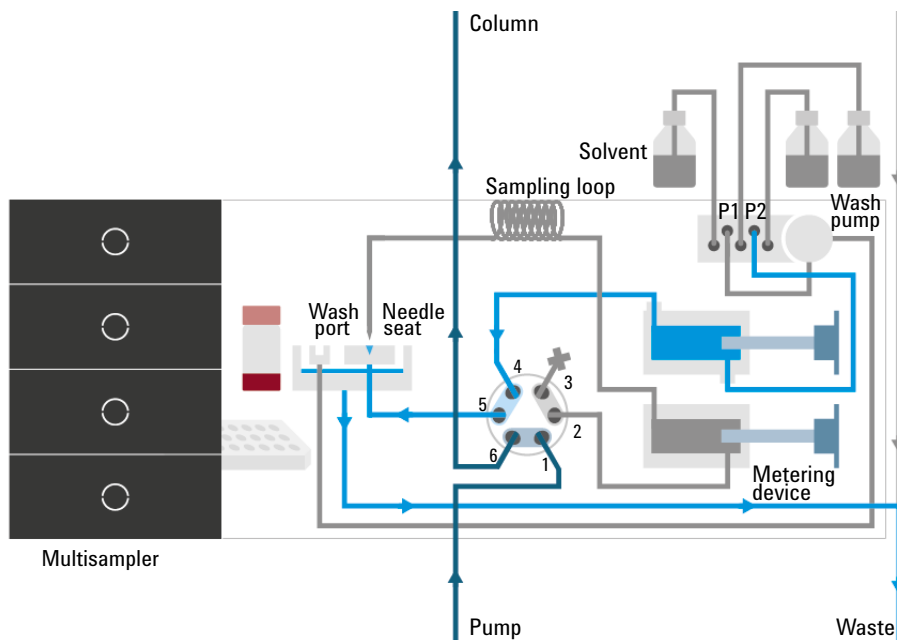 Column
Solvent
Sampling loop
P1 P2
Wash
pump
Wash
port
Needle
seat
4
3
5
2
6
1
Metering
device
Multisampler
Pump
Waste